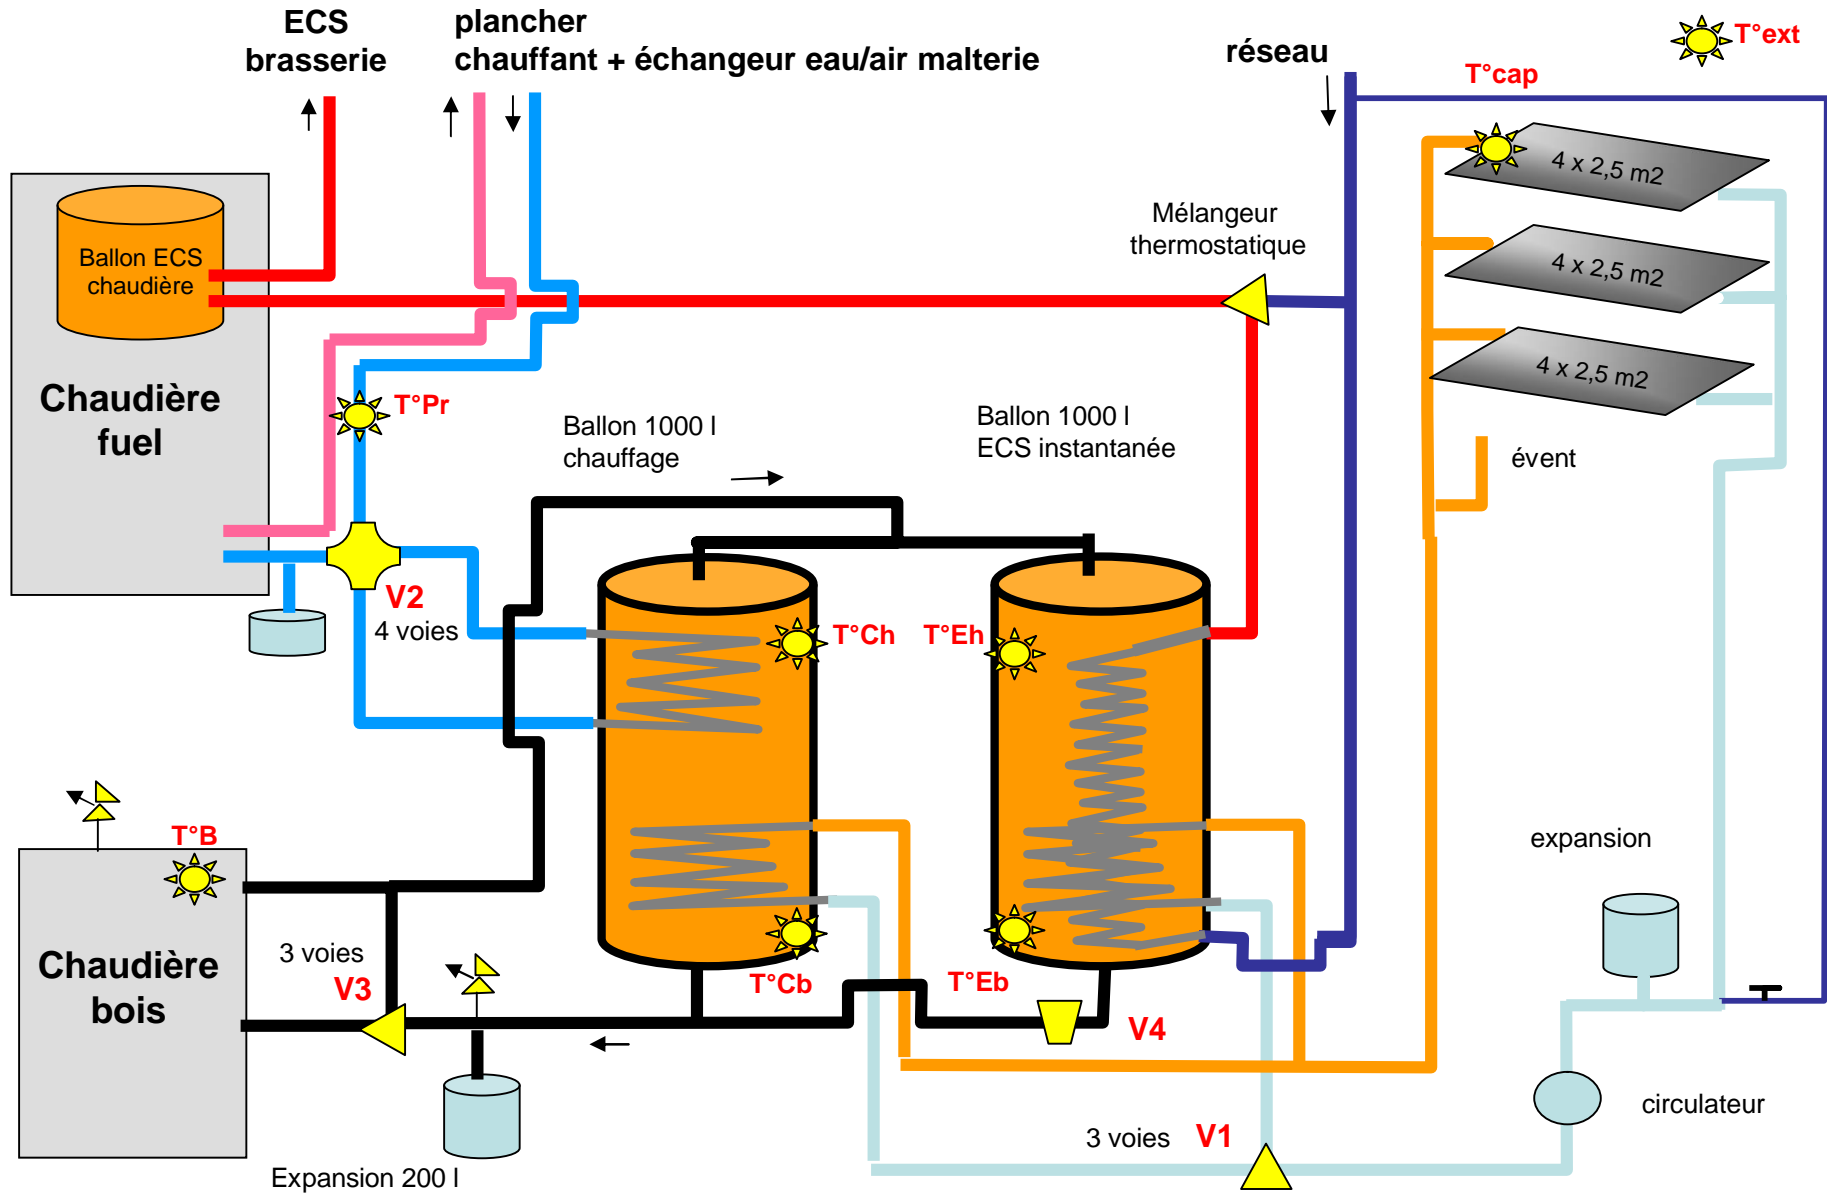 ECS
brasserie
plancher
chauffant + échangeur eau/air malterie
réseau
T°ext
T°cap
4 x 2,5 m2
4 x 2,5 m2
4 x 2,5 m2
Mélangeur
thermostatique
Ballon ECS
chaudière
Chaudière
fuel
T°Pr
Ballon 1000 l
chauffage
Ballon 1000 l
ECS instantanée
évent
V2
4 voies
T°Ch
T°Eh
T°B
expansion
Chaudière
bois
3 voies
V3
T°Cb
T°Eb
V4
circulateur
3 voies
V1
Expansion 200 l